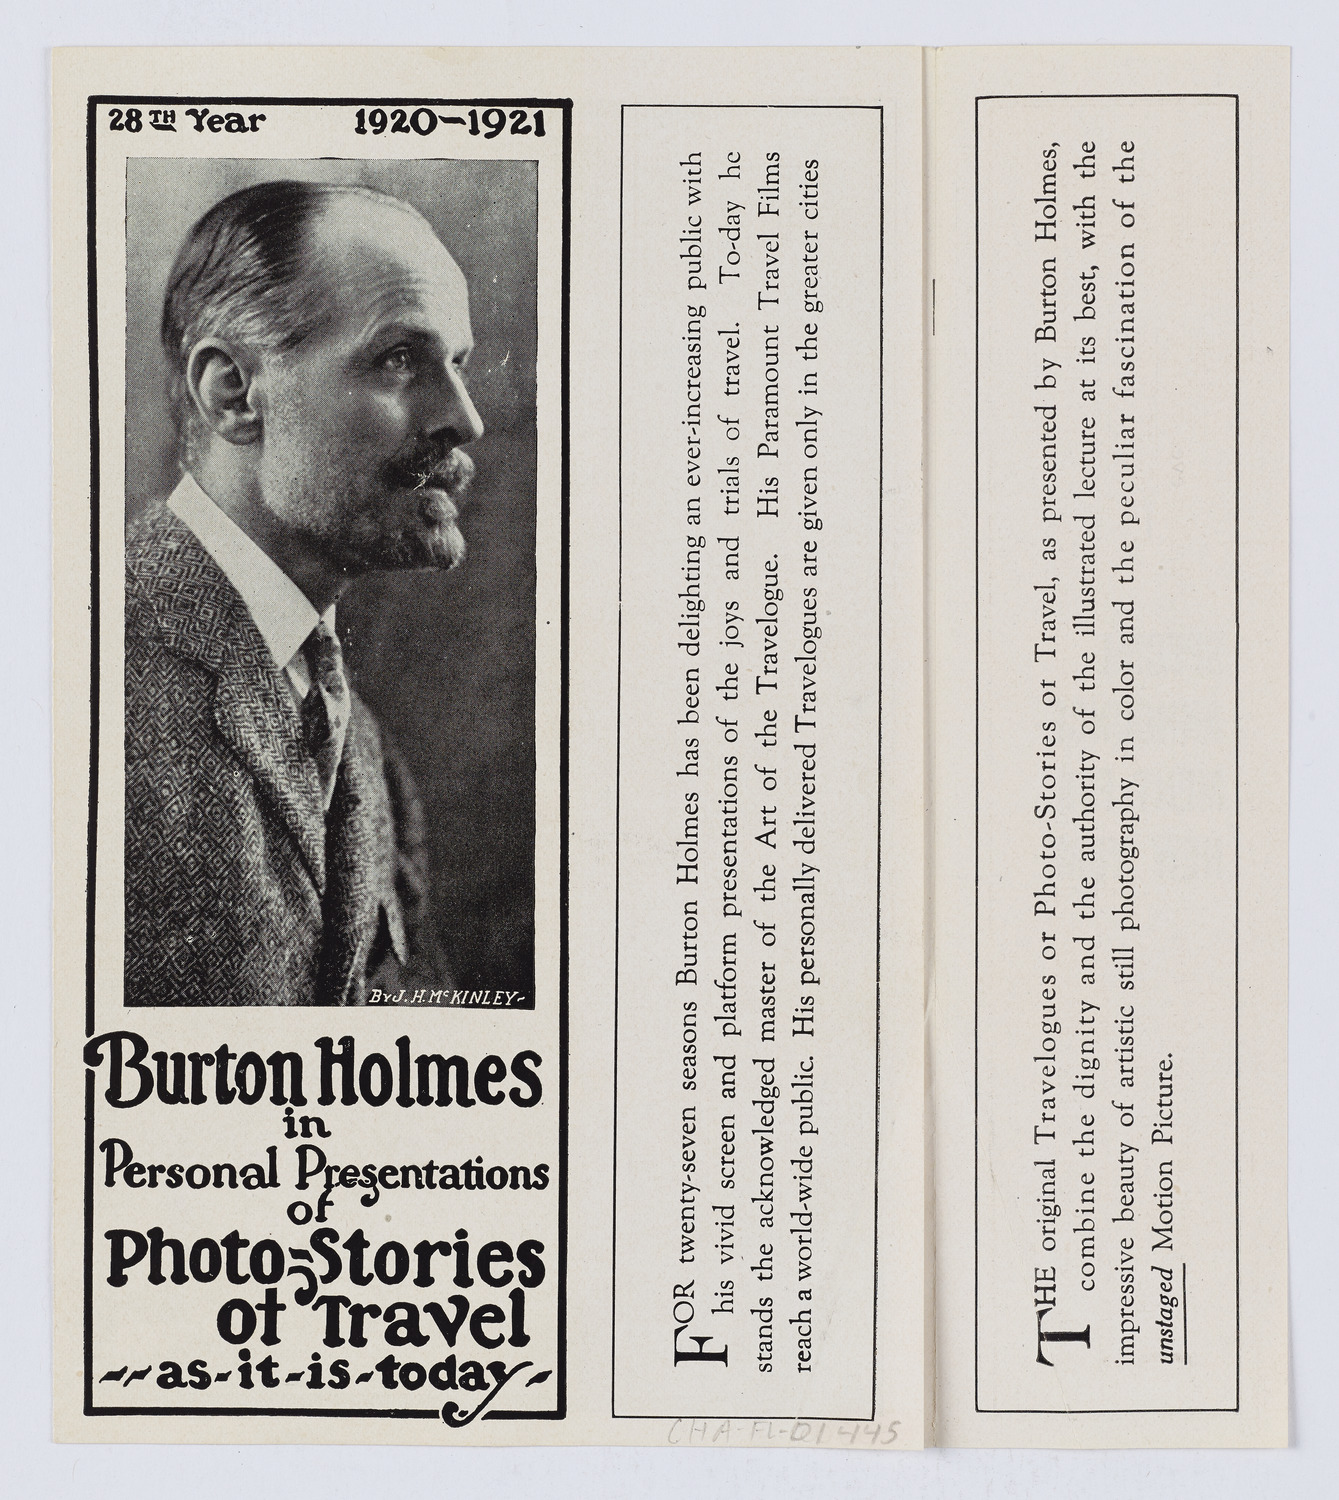 28TH Year 1920-1921
By J. H. McKINLEY-
Burton Holmes
in
Personal Presentations
of
Photo-Stories
of Travel
as-it-is-today
FOR twenty-seven seasons Burton Holmes has been delighting an ever-increasing public with
his vivid screen and platform presentations of the joys and trials of travel. To-day he
stands the acknowledged master of the Art of the Travelogue. His Paramount Travel Films
reach a world-wide public. His personally delivered Travelogues are given only in the greater cities
CHA-FL-D1445
THE original Travelogues or Photo-Stories of Travel, as presented by Burton Holmes,
combine the dignity and the authority of the illustrated lecture at its best, with the
impressive beauty of artistic still photography in color and the peculiar fascination of the
unstaged Motion Picture.